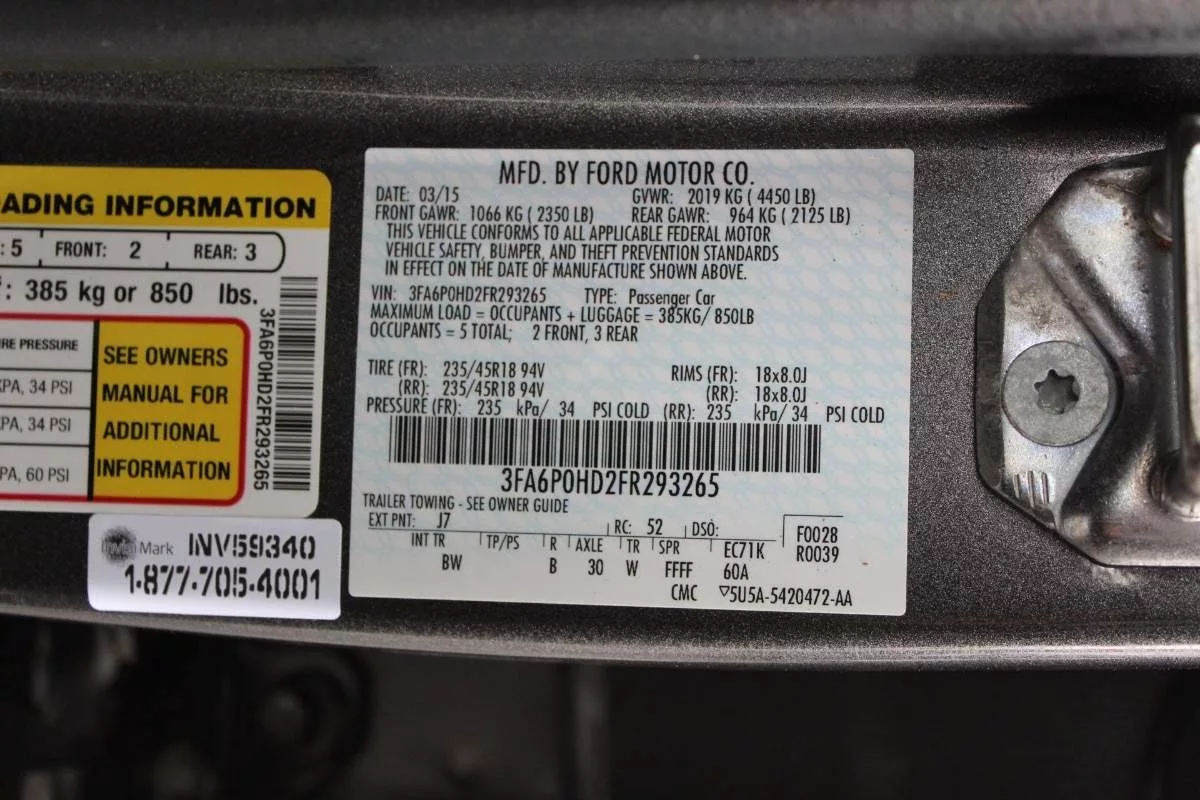 ADING INFORMATION
: 5 FRONT: 2 REAR: 3
: 385 kg or 850 lbs.
RE PRESSURE
KPA, 34 PSI
PA, 34 PSI
PA, 60 PSI
SEE OWNERS
MANUAL FOR
ADDITIONAL
INFORMATION
3FA6P0HD2FR293265
Mark INV59340
1-877-705-4001
MFD. BY FORD MOTOR CO.
DATE: 03/15 GVWR: 2019 KG ( 4450 LB)
FRONT GAWR: 1066 KG ( 2350 LB) REAR GAWR: 964 KG ( 2125 LB)
THIS VEHICLE CONFORMS TO ALL APPLICABLE FEDERAL MOTOR
VEHICLE SAFETY, BUMPER, AND THEFT PREVENTION STANDARDS
IN EFFECT ON THE DATE OF MANUFACTURE SHOWN ABOVE.
VIN: 3FA6P0HD2FR293265 TYPE: Passenger Car
MAXIMUM LOAD = OCCUPANTS + LUGGAGE = 385KG/ 850LB
OCCUPANTS = 5 TOTAL; 2 FRONT, 3 REAR
TIRE (FR): 235/45R18 94V RIMS (FR): 18x8.0J
(RR): 235/45R18 94V (RR): 18x8.0J
PRESSURE (FR): 235 kPa/ 34 PSI COLD (RR): 235 kPa/ 34 PSI COLD
3FA6P0HD2FR293265
TRAILER TOWING - SEE OWNER GUIDE
EXT PNT: J7 RC: 52 DSO: F0028
INT TR TP/PS R AXLE TR SPR EC71K R0039
BW B 30 W FFFF 60A
CMC ▽5U5A-5420472-AA